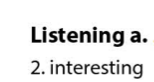 Listening a.
2. interesting